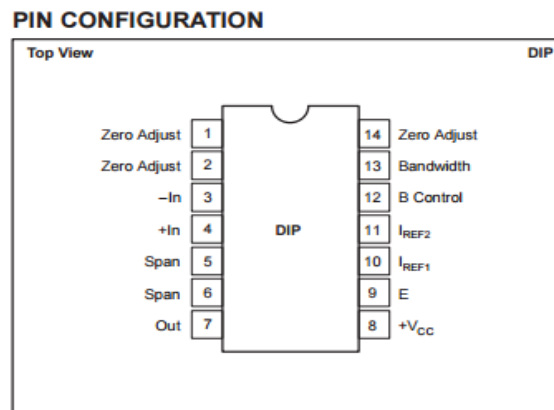 PIN CONFIGURATION
Top View DIP
Zero Adjust 1 14 Zero Adjust
Zero Adjust 2 13 Bandwidth
–In 3 12 B Control
+In 4 DIP 11 IREF2
Span 5 10 IREF1
Span 6 9 E
Out 7 8 +VCC